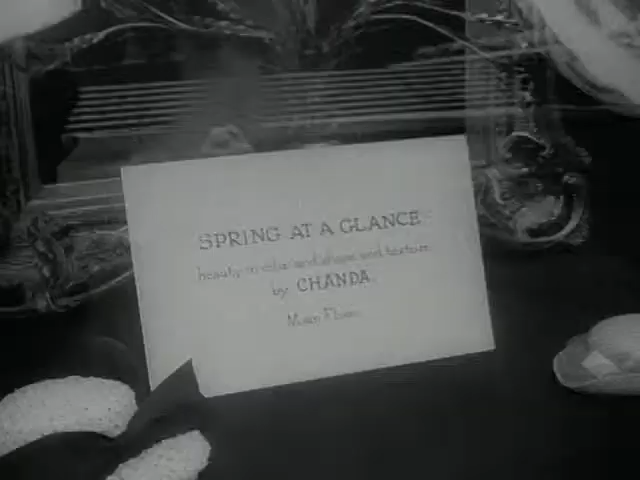 SPRING AT A GLANCE
beauty in color and shape and texture
by CHANDA
Main Floor